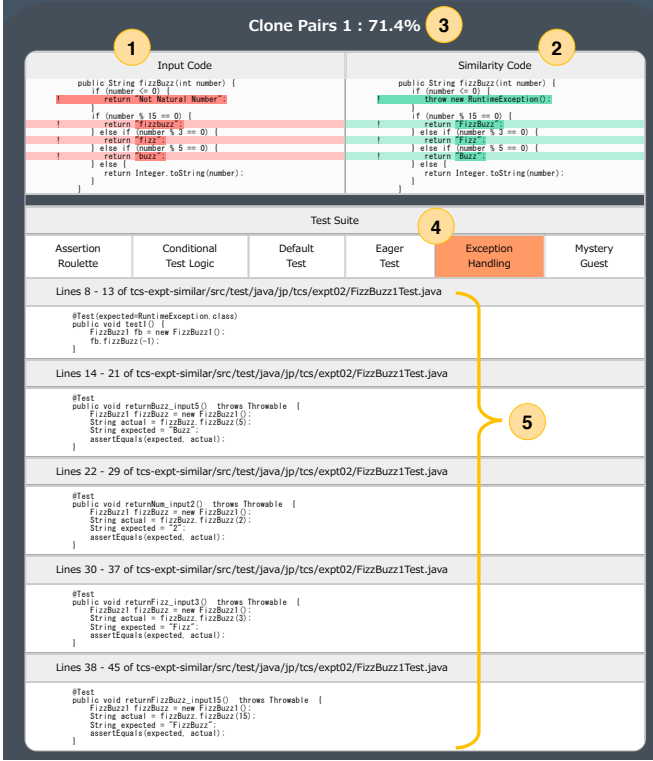 Clone Pairs 1 : 71.4% 3
1
2
Input Code
Similarity Code
public String fizzBuzz(int number) {
if (number <= 0) {
! return "Not Natural Number";
}
if (number % 15 == 0) {
! return "fizzbuzz";
} else if (number % 3 == 0) {
! return "fizz";
} else if (number % 5 == 0) {
! return "buzz";
} else {
return Integer.toString(number);
}
}
public String fizzBuzz(int number) {
if (number <= 0) {
! throw new RuntimeException();
}
if (number % 15 == 0) {
! return "FizzBuzz";
} else if (number % 3 == 0) {
! return "Fizz";
} else if (number % 5 == 0) {
! return "Buzz";
} else {
return Integer.toString(number);
}
}
Test Suite
4
Assertion Roulette
Conditional Test Logic
Default Test
Eager Test
Exception Handling
Mystery Guest
Lines 8 - 13 of tcs-expt-similar/src/test/java/jp/tcs/expt02/FizzBuzz1Test.java
@Test(expected=RuntimeException.class)
public void test1() {
FizzBuzz1 fb = new FizzBuzz1();
fb.fizzBuzz(-1);
}
Lines 14 - 21 of tcs-expt-similar/src/test/java/jp/tcs/expt02/FizzBuzz1Test.java
@Test
public void returnBuzz_input5() throws Throwable {
FizzBuzz1 fizzBuzz = new FizzBuzz1();
String actual = fizzBuzz.fizzBuzz(5);
String expected = "Buzz";
assertEquals(expected, actual);
}
5
Lines 22 - 29 of tcs-expt-similar/src/test/java/jp/tcs/expt02/FizzBuzz1Test.java
@Test
public void returnNum_input2() throws Throwable {
FizzBuzz1 fizzBuzz = new FizzBuzz1();
String actual = fizzBuzz.fizzBuzz(2);
String expected = "2";
assertEquals(expected, actual);
}
Lines 30 - 37 of tcs-expt-similar/src/test/java/jp/tcs/expt02/FizzBuzz1Test.java
@Test
public void returnFizz_input3() throws Throwable {
FizzBuzz1 fizzBuzz = new FizzBuzz1();
String actual = fizzBuzz.fizzBuzz(3);
String expected = "Fizz";
assertEquals(expected, actual);
}
Lines 38 - 45 of tcs-expt-similar/src/test/java/jp/tcs/expt02/FizzBuzz1Test.java
@Test
public void returnFizzBuzz_input15() throws Throwable {
FizzBuzz1 fizzBuzz = new FizzBuzz1();
String actual = fizzBuzz.fizzBuzz(15);
String expected = "FizzBuzz";
assertEquals(expected, actual);
}